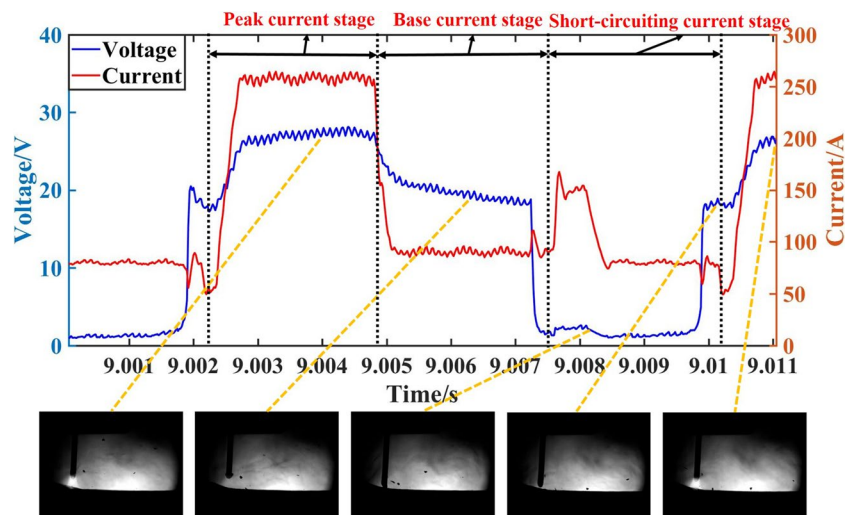 Peak current stage Base current stage Short-circuiting current stage
Voltage
Current
Voltage/V
40
30
20
10
0
Current/A
300
250
200
150
100
50
0
9.001 9.002 9.003 9.004 9.005 9.006 9.007 9.008 9.009 9.01 9.011
Time/s